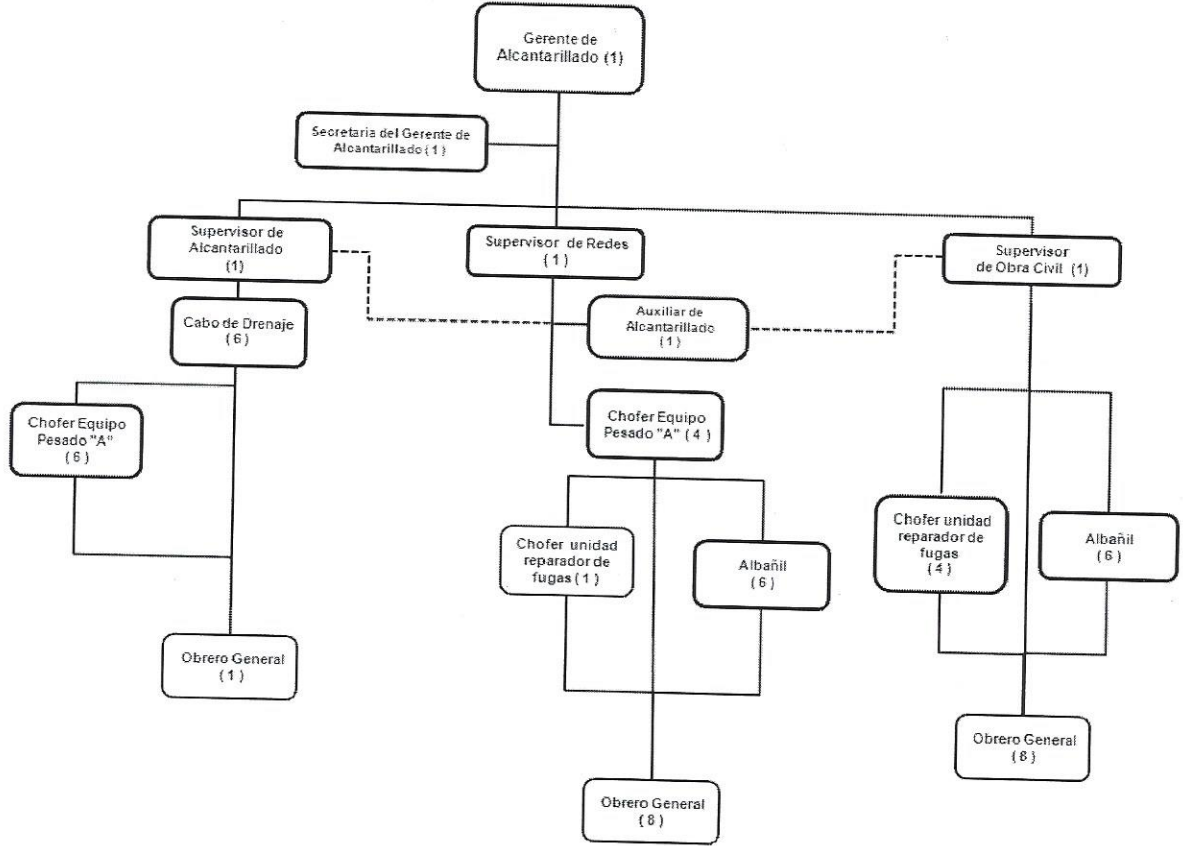 Gerente de
Alcantarillado (1)
Secretaria del Gerente de
Alcantarillado (1)
Supervisor de
Alcantarillado
(1)
Supervisor de Redes
(1)
Supervisor
de Obra Civil (1)
Cabo de Drenaje
(6)
Auxiliar de
Alcantarillado
(1)
Chofer Equipo
Pesado "A"
(6)
Chofer Equipo
Pesado "A" (4)
Chofer unidad
reparador de
fugas (1)
Albañil
(6)
Chofer unidad
reparador de
fugas
(4)
Albañil
(6)
Obrero General
(1)
Obrero General
(8)
Obrero General
(8)